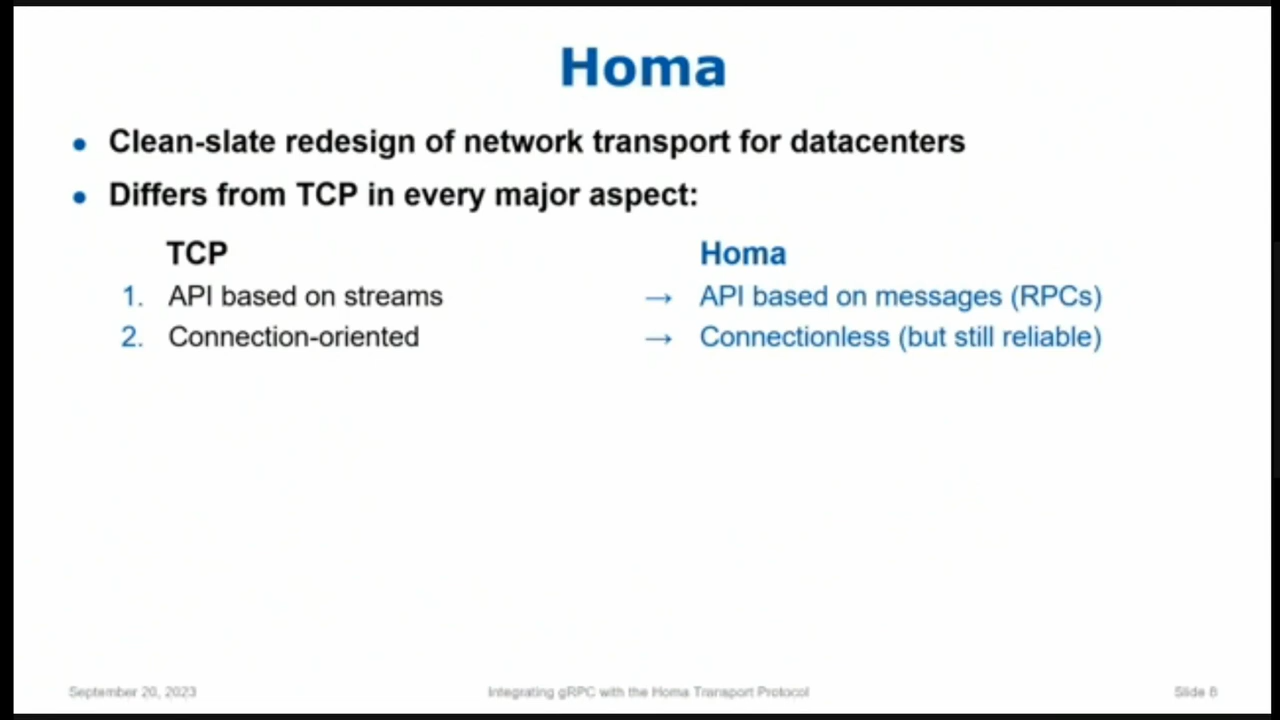 Homa
• Clean-slate redesign of network transport for datacenters
• Differs from TCP in every major aspect:
TCP Homa
1. API based on streams → API based on messages (RPCs)
2. Connection-oriented → Connectionless (but still reliable)
September 20, 2023 Integrating gRPC with the Homa Transport Protocol Slide 8